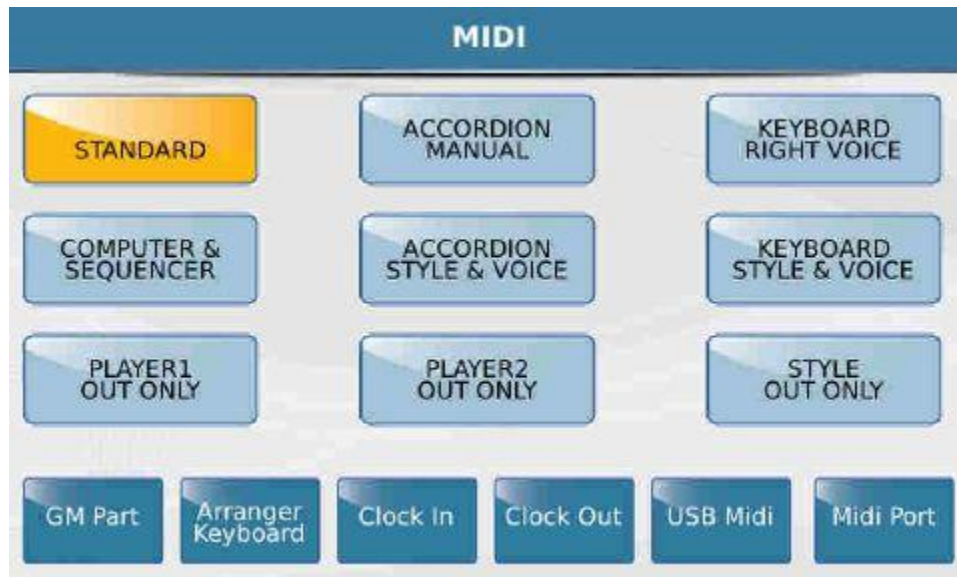 MIDI
STANDARD
ACCORDION
MANUAL
KEYBOARD
RIGHT VOICE
COMPUTER &
SEQUENCER
ACCORDION
STYLE & VOICE
KEYBOARD
STYLE & VOICE
PLAYER1
OUT ONLY
PLAYER2
OUT ONLY
STYLE
OUT ONLY
GM Part
Arranger
Keyboard
Clock In
Clock Out
USB Midi
Midi Port